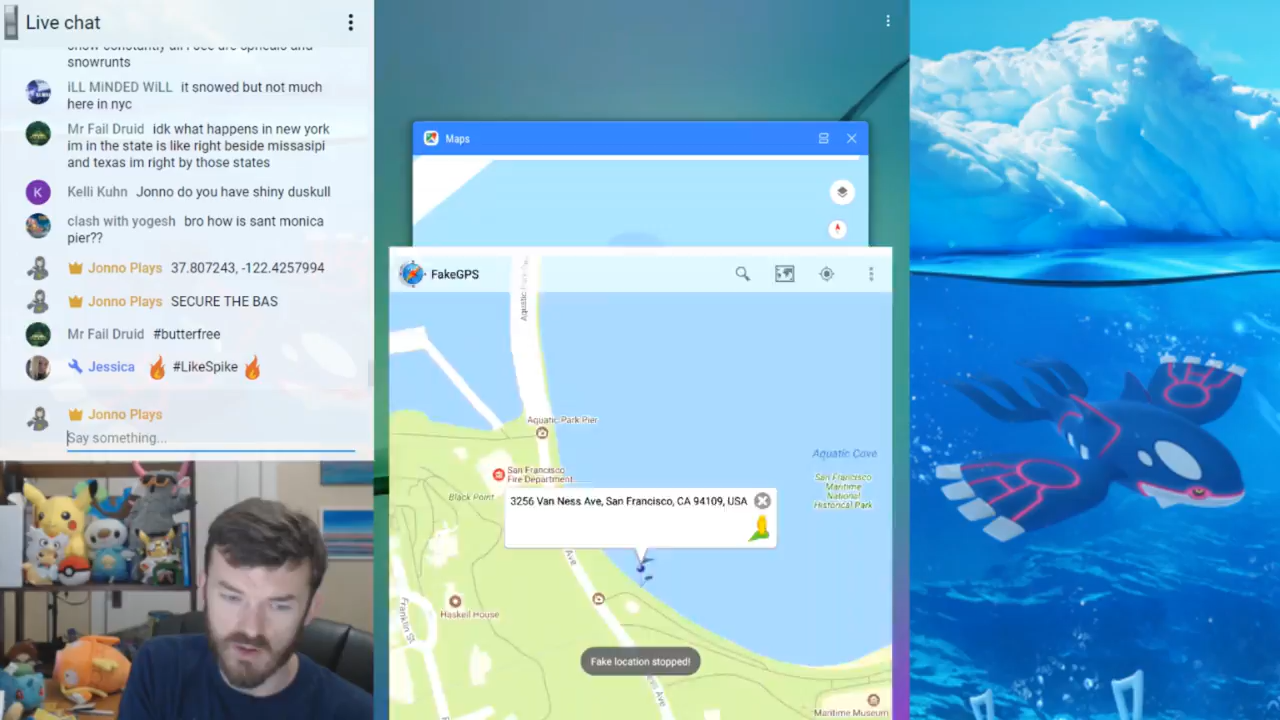 Live chat
snow constantly all i see are spheals and
snowrunts
iLL MiNDED WiLL it snowed but not much
here in nyc
Mr Fail Druid idk what happens in new york
im in the state is like right beside missasipi
and texas im right by those states
K
Kelli Kuhn Jonno do you have shiny duskull
clash with yogesh bro how is sant monica
pier??
Jonno Plays 37.807243, -122.4257994
Jonno Plays SECURE THE BAS
Mr Fail Druid #butterfree
Jessica #LikeSpike
Jonno Plays
Say something...
Maps
FakeGPS
Aquatic Park Pier
San Francisco
Fire Department...
Black Point
Aquatic Cove
San Francisco
Maritime
National
Historical Park
3256 Van Ness Ave, San Francisco, CA 94109, USA
Ave
Haskell House
Franklin St
Fake location stopped!
Ave
Maritime Museum